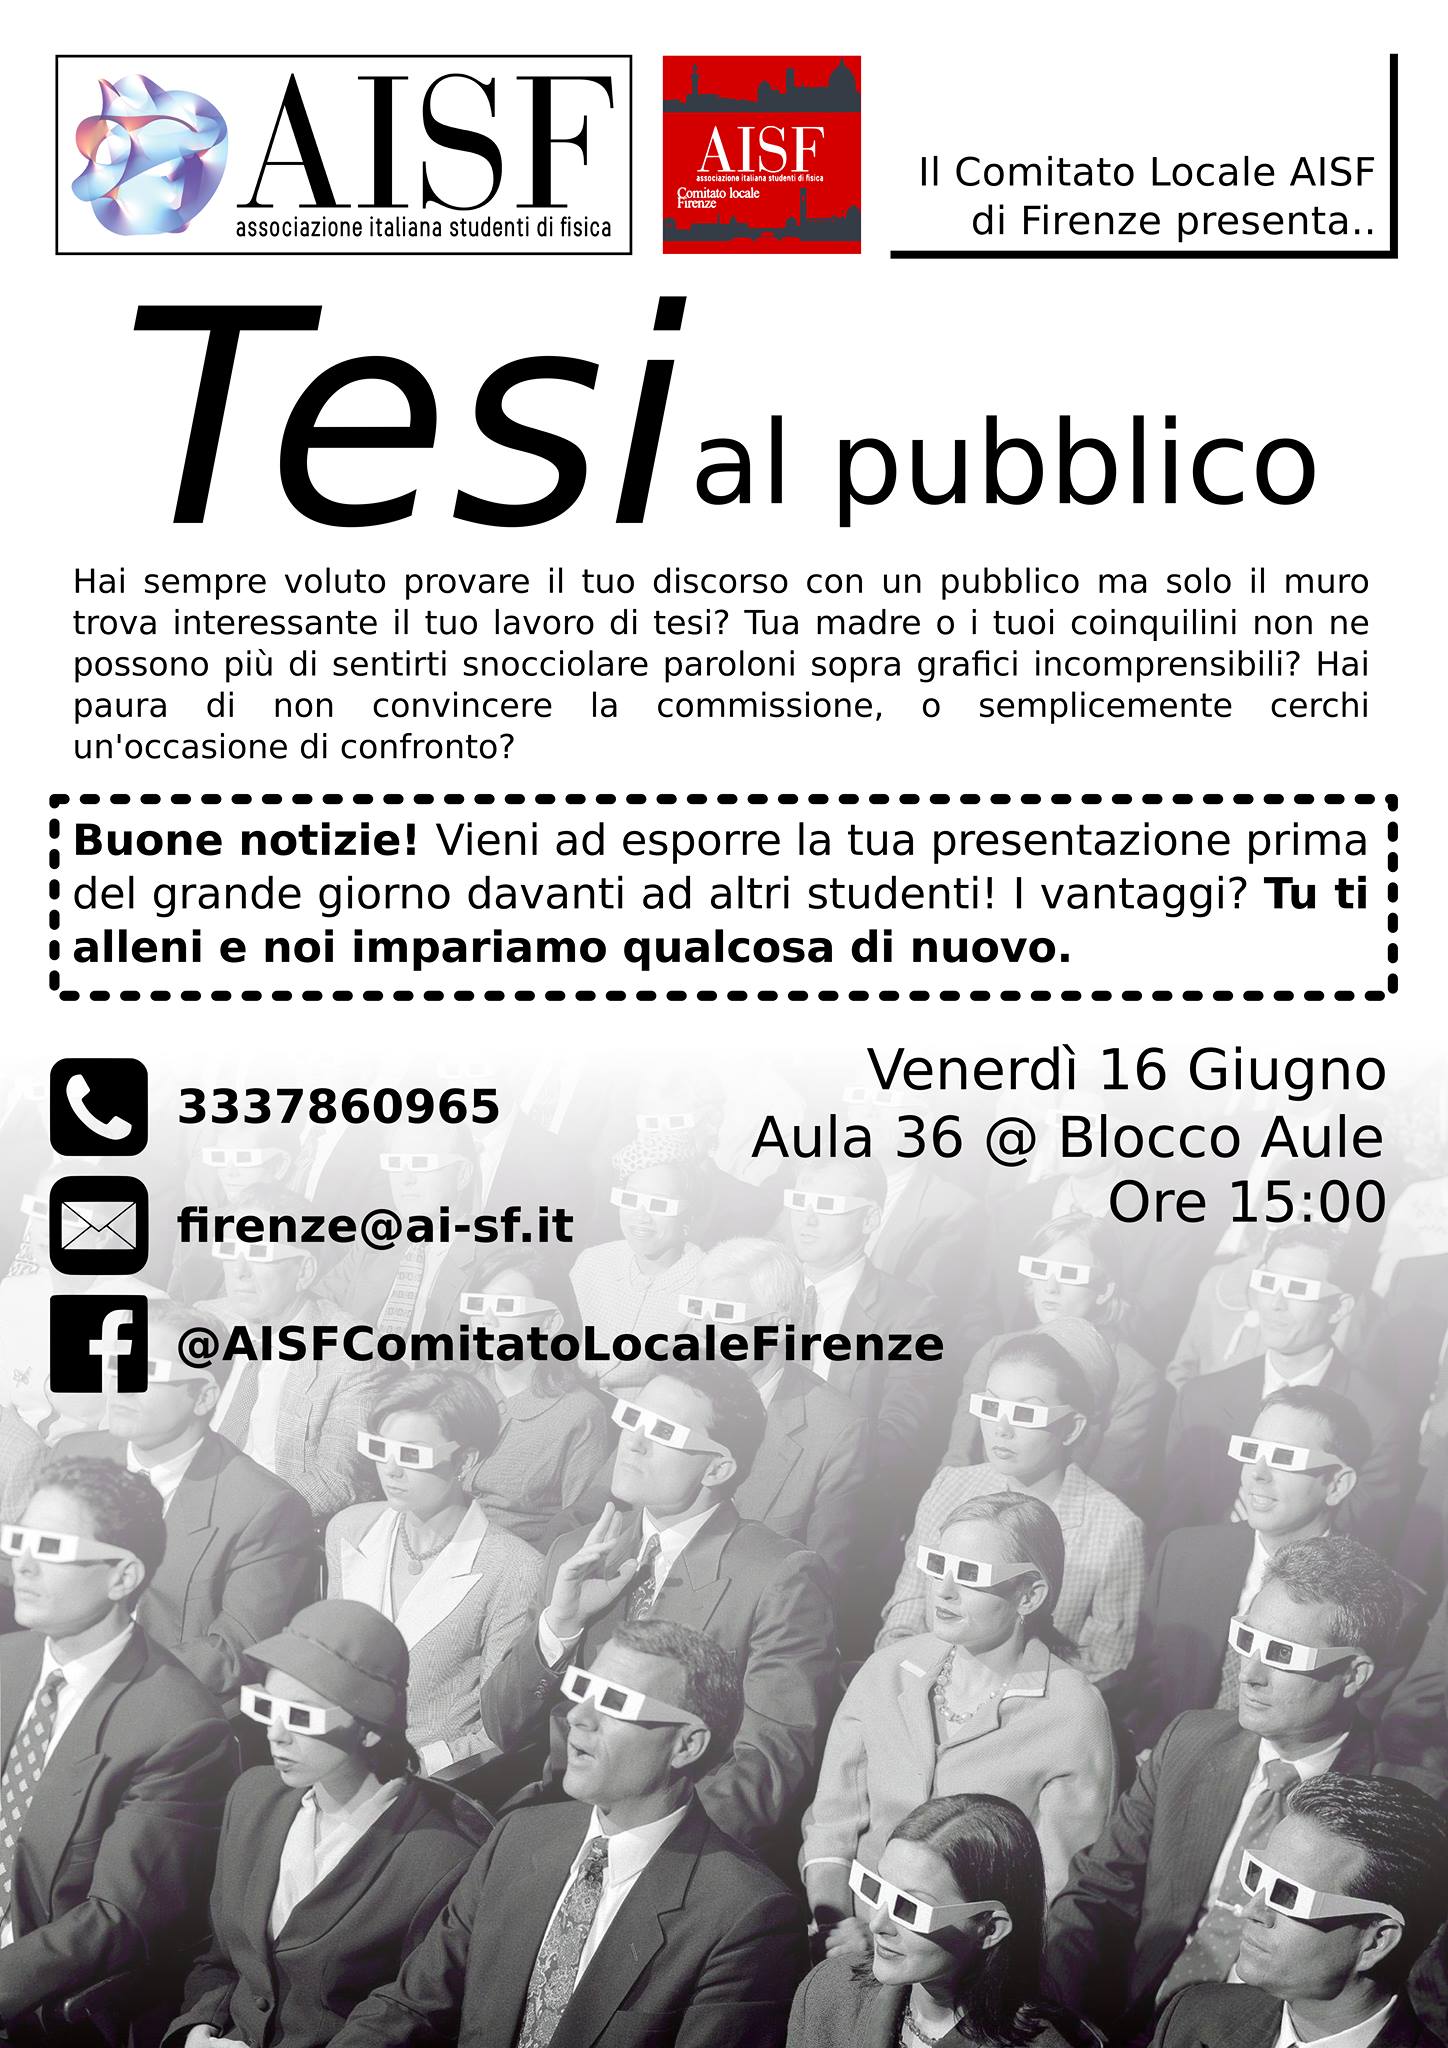 AISF
associazione italiana studenti di fisica
AISF
associazione italiana studenti di fisica
Comitato locale
Firenze
Il Comitato Locale AISF
di Firenze presenta..
Tesi al pubblico
Hai sempre voluto provare il tuo discorso con un pubblico ma solo il muro
trova interessante il tuo lavoro di tesi? Tua madre o i tuoi coinquilini non ne
possono più di sentirti snocciolare paroloni sopra grafici incomprensibili? Hai
paura di non convincere la commissione, o semplicemente cerchi
un'occasione di confronto?
Buone notizie! Vieni ad esporre la tua presentazione prima
del grande giorno davanti ad altri studenti! I vantaggi? Tu ti
alleni e noi impariamo qualcosa di nuovo.
Venerdì 16 Giugno
Aula 36 @ Blocco Aule
Ore 15:00
3337860965
firenze@ai-sf.it
@AISFComitatoLocaleFirenze